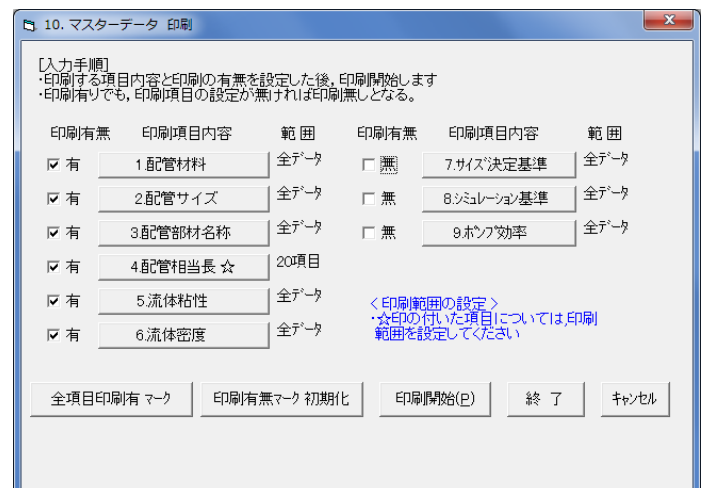 10. マスターデータ 印刷
[入力手順]
・印刷する項目内容と印刷の有無を設定した後, 印刷開始します
・印刷有りでも, 印刷項目の設定が無ければ印刷無しとなる。
印刷有無 印刷項目内容 範 囲 印刷有無 印刷項目内容 範 囲
有 1.配管材料 全データ 無 7.サイズ決定基準 全データ
有 2.配管サイズ 全データ 無 8.シミュレーション基準 全データ
有 3.配管部材名称 全データ 無 9.ポンプ効率 全データ
有 4.配管相当長 ☆ 20項目
有 5.流体粘性 全データ
有 6.流体密度 全データ
<印刷範囲の設定>
・☆印の付いた項目については,印刷
範囲を設定してください
全項目印刷有 マーク 印刷有無マーク 初期化 印刷開始(P) 終 了 キャンセル